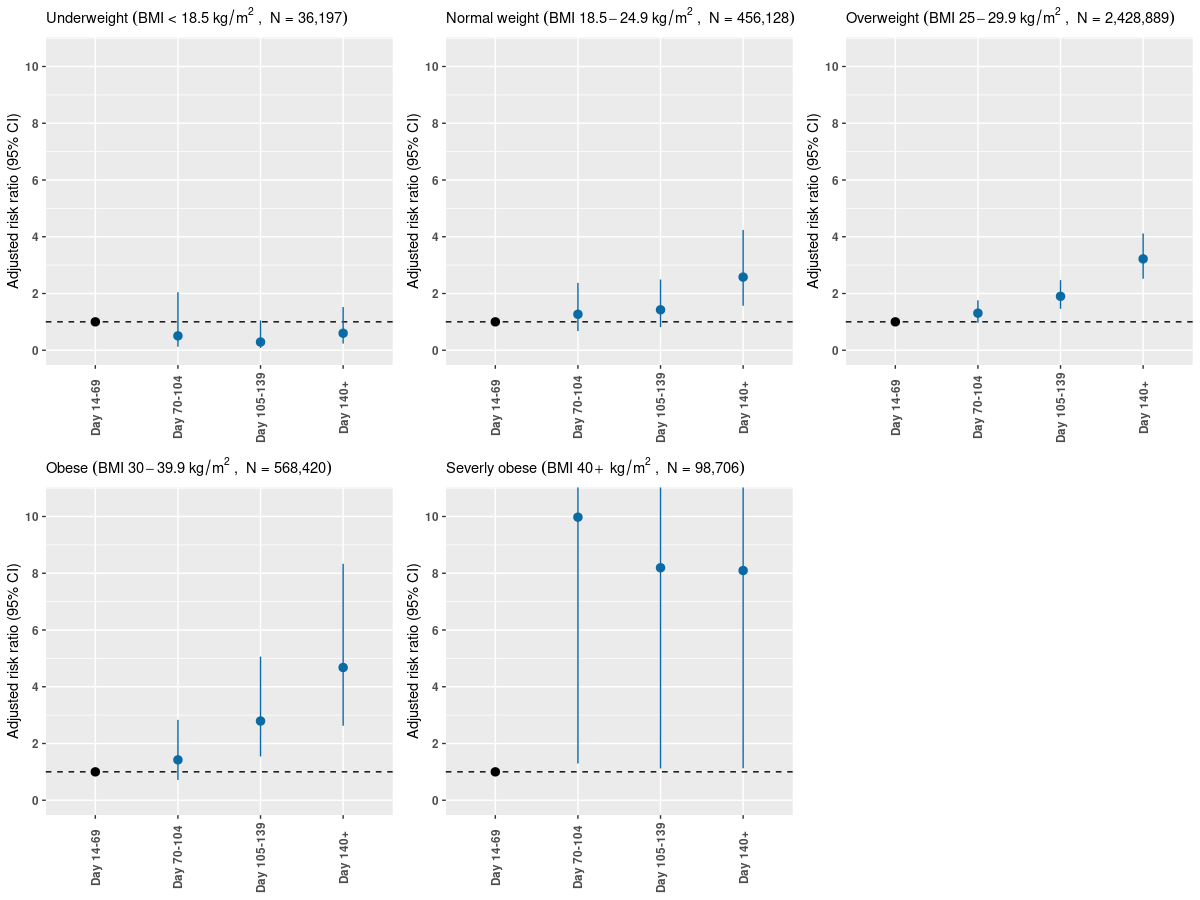 Underweight (BMI < 18.5 kg/m2 , N = 36,197)
Adjusted risk ratio (95% CI)
10
8
6
4
2
0
Day 14-69
Day 70-104
Day 105-139
Day 140+
Normal weight (BMI 18.5–24.9 kg/m2 , N = 456,128)
Adjusted risk ratio (95% CI)
10
8
6
4
2
0
Day 14-69
Day 70-104
Day 105-139
Day 140+
Overweight (BMI 25–29.9 kg/m2 , N = 2,428,889)
Adjusted risk ratio (95% CI)
10
8
6
4
2
0
Day 14-69
Day 70-104
Day 105-139
Day 140+
Obese (BMI 30–39.9 kg/m2 , N = 568,420)
Adjusted risk ratio (95% CI)
10
8
6
4
2
0
Day 14-69
Day 70-104
Day 105-139
Day 140+
Severly obese (BMI 40+ kg/m2 , N = 98,706)
Adjusted risk ratio (95% CI)
10
8
6
4
2
0
Day 14-69
Day 70-104
Day 105-139
Day 140+